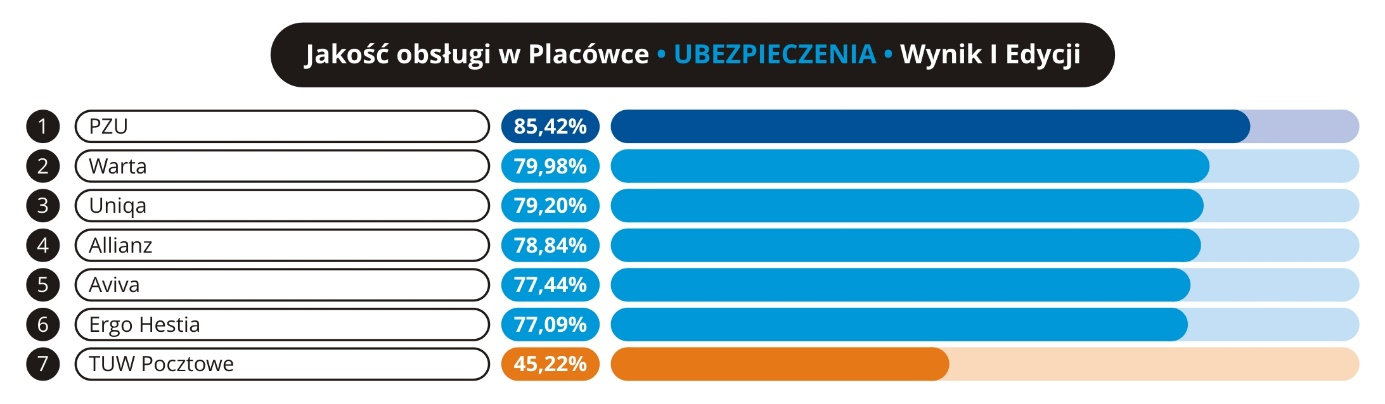 Jakość obsługi w Placówce • UBEZPIECZENIA • Wynik I Edycji
1 PZU 85,42%
2 Warta 79,98%
3 Uniqa 79,20%
4 Allianz 78,84%
5 Aviva 77,44%
6 Ergo Hestia 77,09%
7 TUW Pocztowe 45,22%